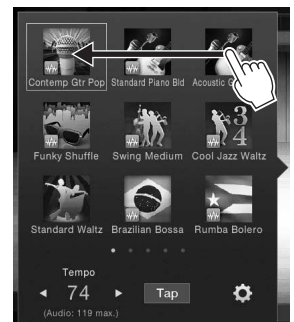 Contemp Gtr Pop Standard Piano Bld Acoustic G
3
4
Funky Shuffle Swing Medium Cool Jazz Waltz
Standard Waltz Brazilian Bossa Rumba Bolero
Tempo
74 Tap
(Audio: 119 max.)